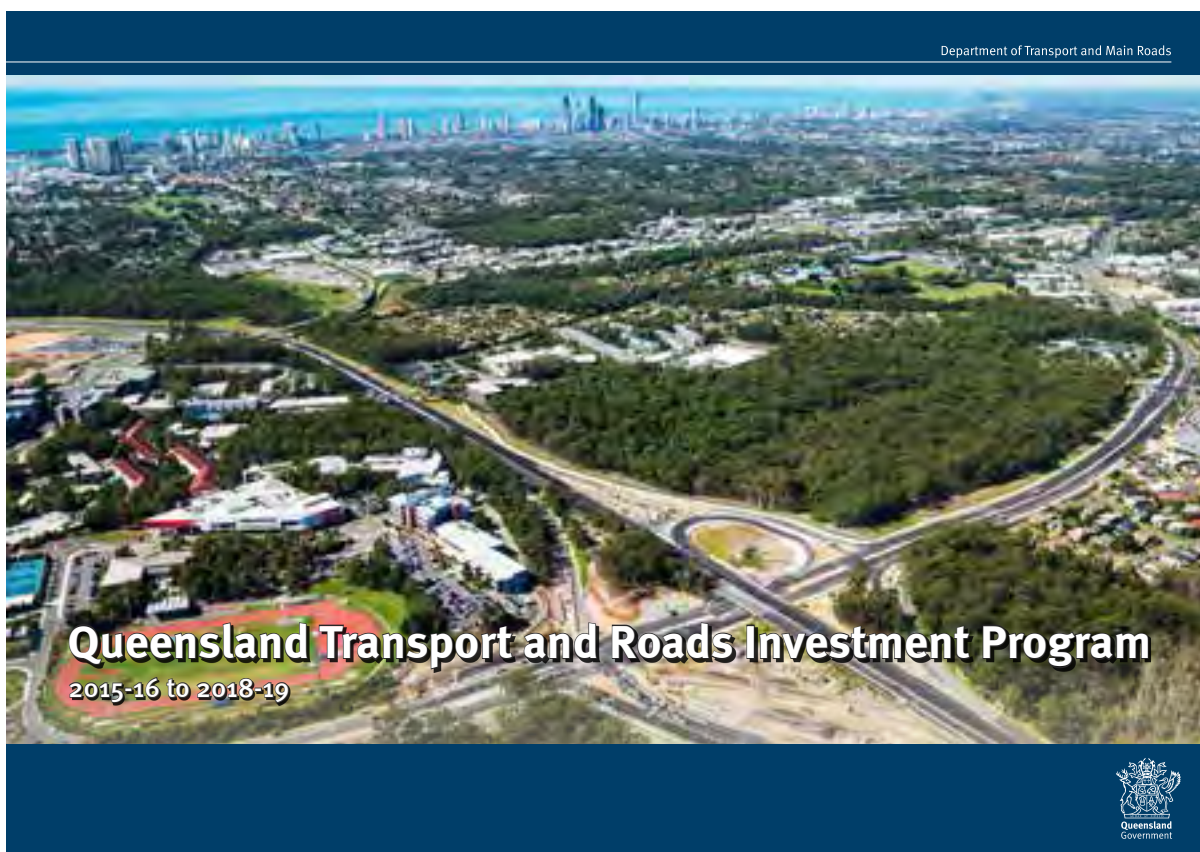 Department of Transport and Main Roads
Queensland Transport and Roads Investment Program
2015-16 to 2018-19
Queensland
Government